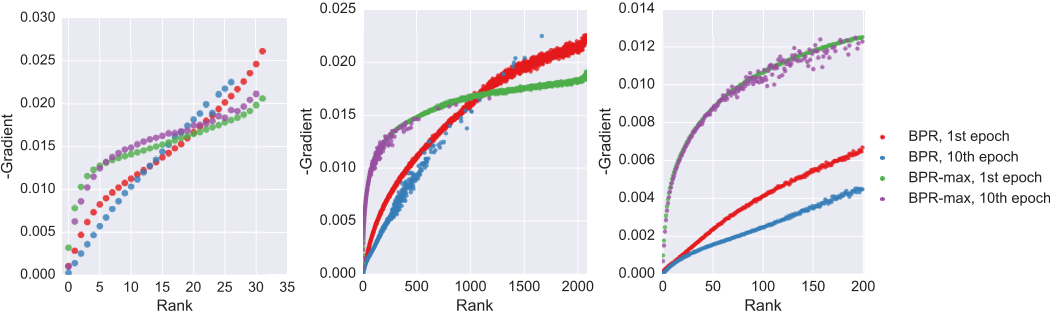 0.030
0.025
0.020
0.015
0.010
0.005
0.000
-Gradient
0 5 10 15 20 25 30 35
Rank
0.025
0.020
0.015
0.010
0.005
0.000
-Gradient
0 500 1000 1500 2000
Rank
0.014
0.012
0.010
0.008
0.006
0.004
0.002
0.000
-Gradient
0 50 100 150 200
Rank
BPR, 1st epoch
BPR, 10th epoch
BPR-max, 1st epoch
BPR-max, 10th epoch